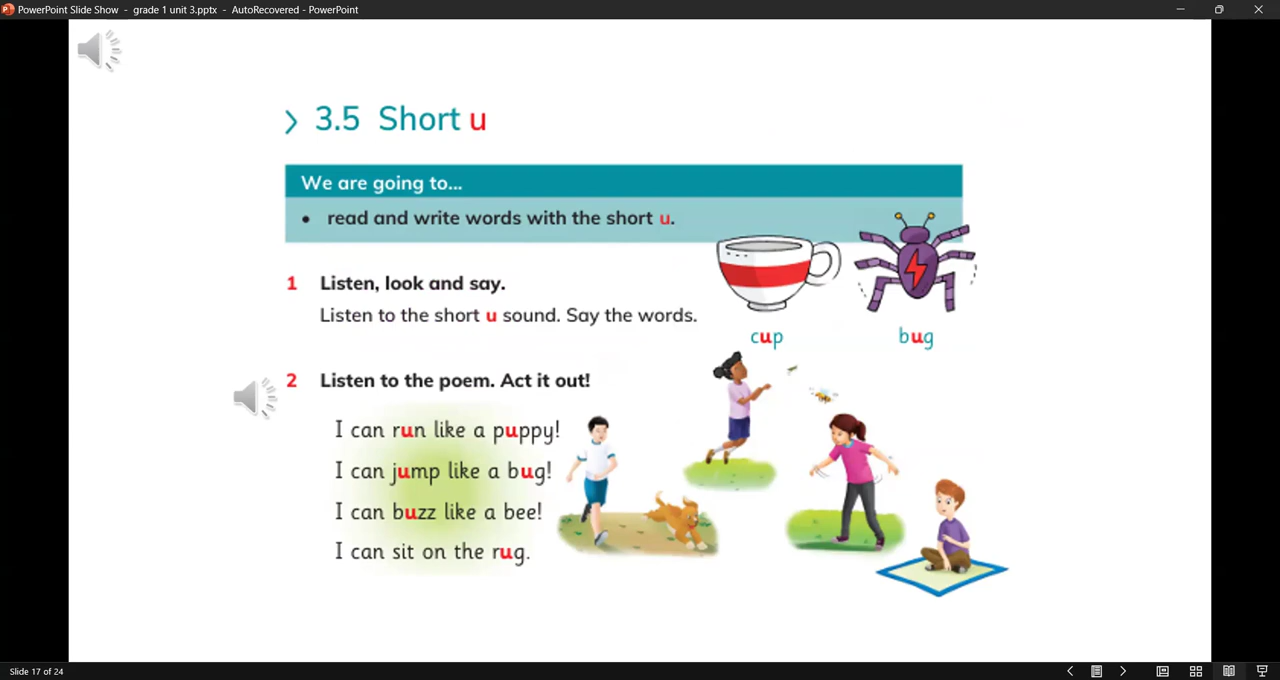 PowerPoint Slide Show - grade 1 unit 3.pptx - AutoRecovered - PowerPoint
3.5 Short u
We are going to...
• read and write words with the short u.
1 Listen, look and say.
Listen to the short u sound. Say the words.
cup
bug
2 Listen to the poem. Act it out!
I can run like a puppy!
I can jump like a bug!
I can buzz like a bee!
I can sit on the rug.
Slide 17 of 24